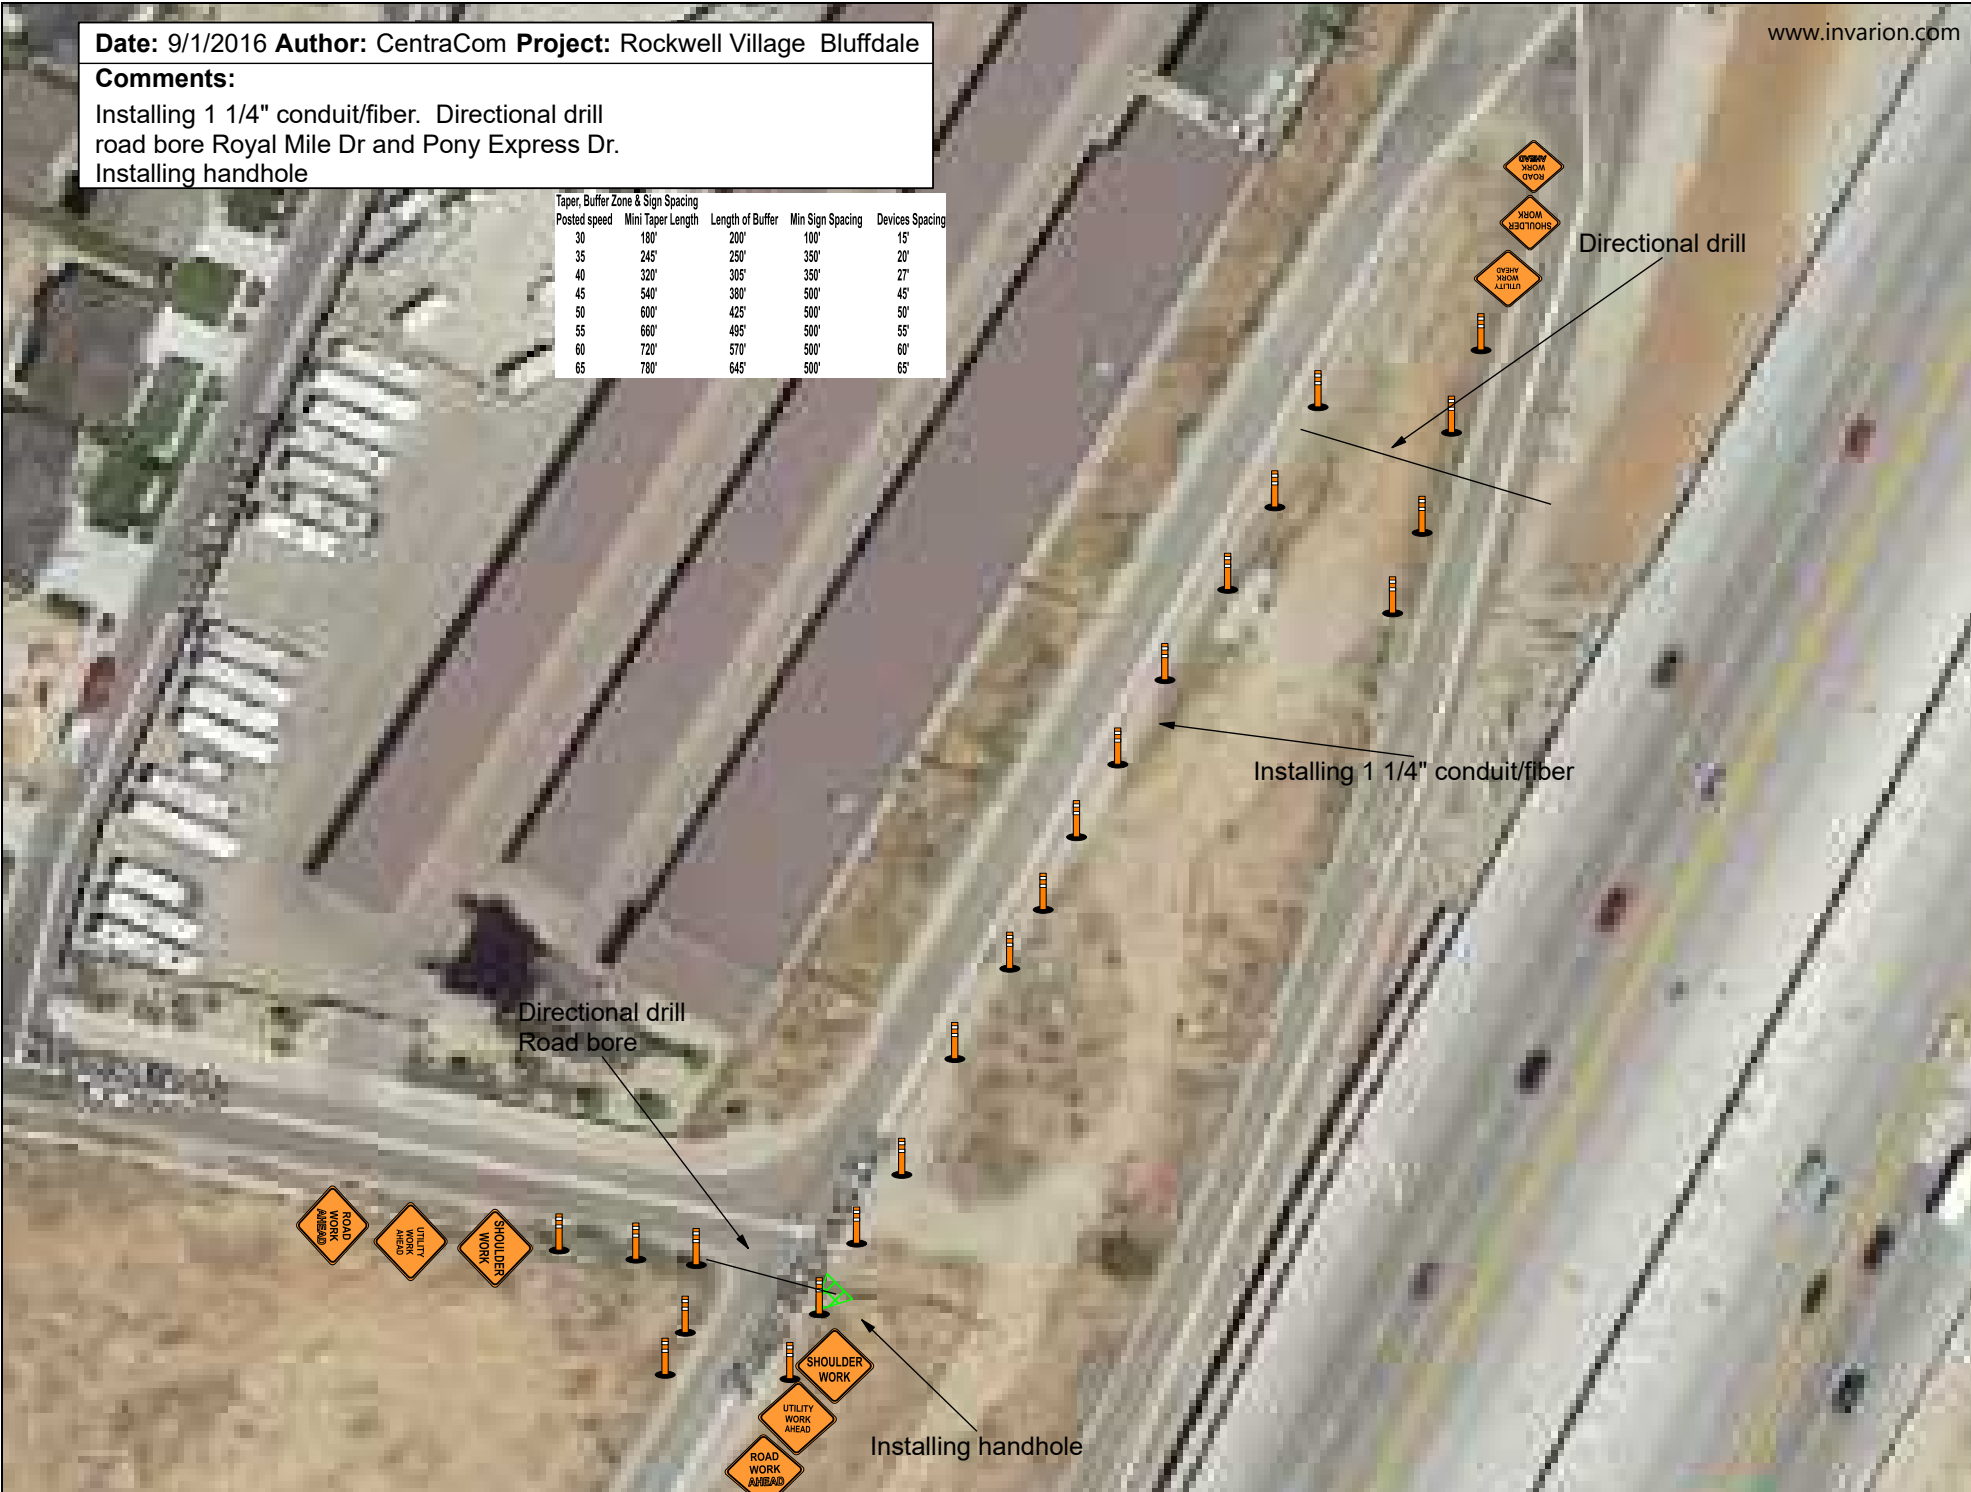 www.invarion.com
Date: 9/1/2016 Author: CentraCom Project: Rockwell Village Bluffdale
Comments:
Installing 1 1/4" conduit/fiber. Directional drill
road bore Royal Mile Dr and Pony Express Dr.
Installing handhole
Taper, Buffer Zone & Sign Spacing
Posted speed Mini Taper Length Length of Buffer Min Sign Spacing Devices Spacing
30 180' 200' 100' 15'
35 245' 250' 350' 20'
40 320' 305' 350' 27'
45 540' 380' 500' 45'
50 600' 425' 500' 50'
55 660' 495' 500' 55'
60 720' 570' 500' 60'
65 780' 645' 500' 65'
ROAD
WORK
AHEAD
SHOULDER
WORK
UTILITY
WORK
AHEAD
Directional drill
Installing 1 1/4" conduit/fiber
Directional drill
Road bore
ROAD
WORK
AHEAD
UTILITY
WORK
AHEAD
SHOULDER
WORK
SHOULDER
WORK
UTILITY
WORK
AHEAD
ROAD
WORK
AHEAD
Installing handhole